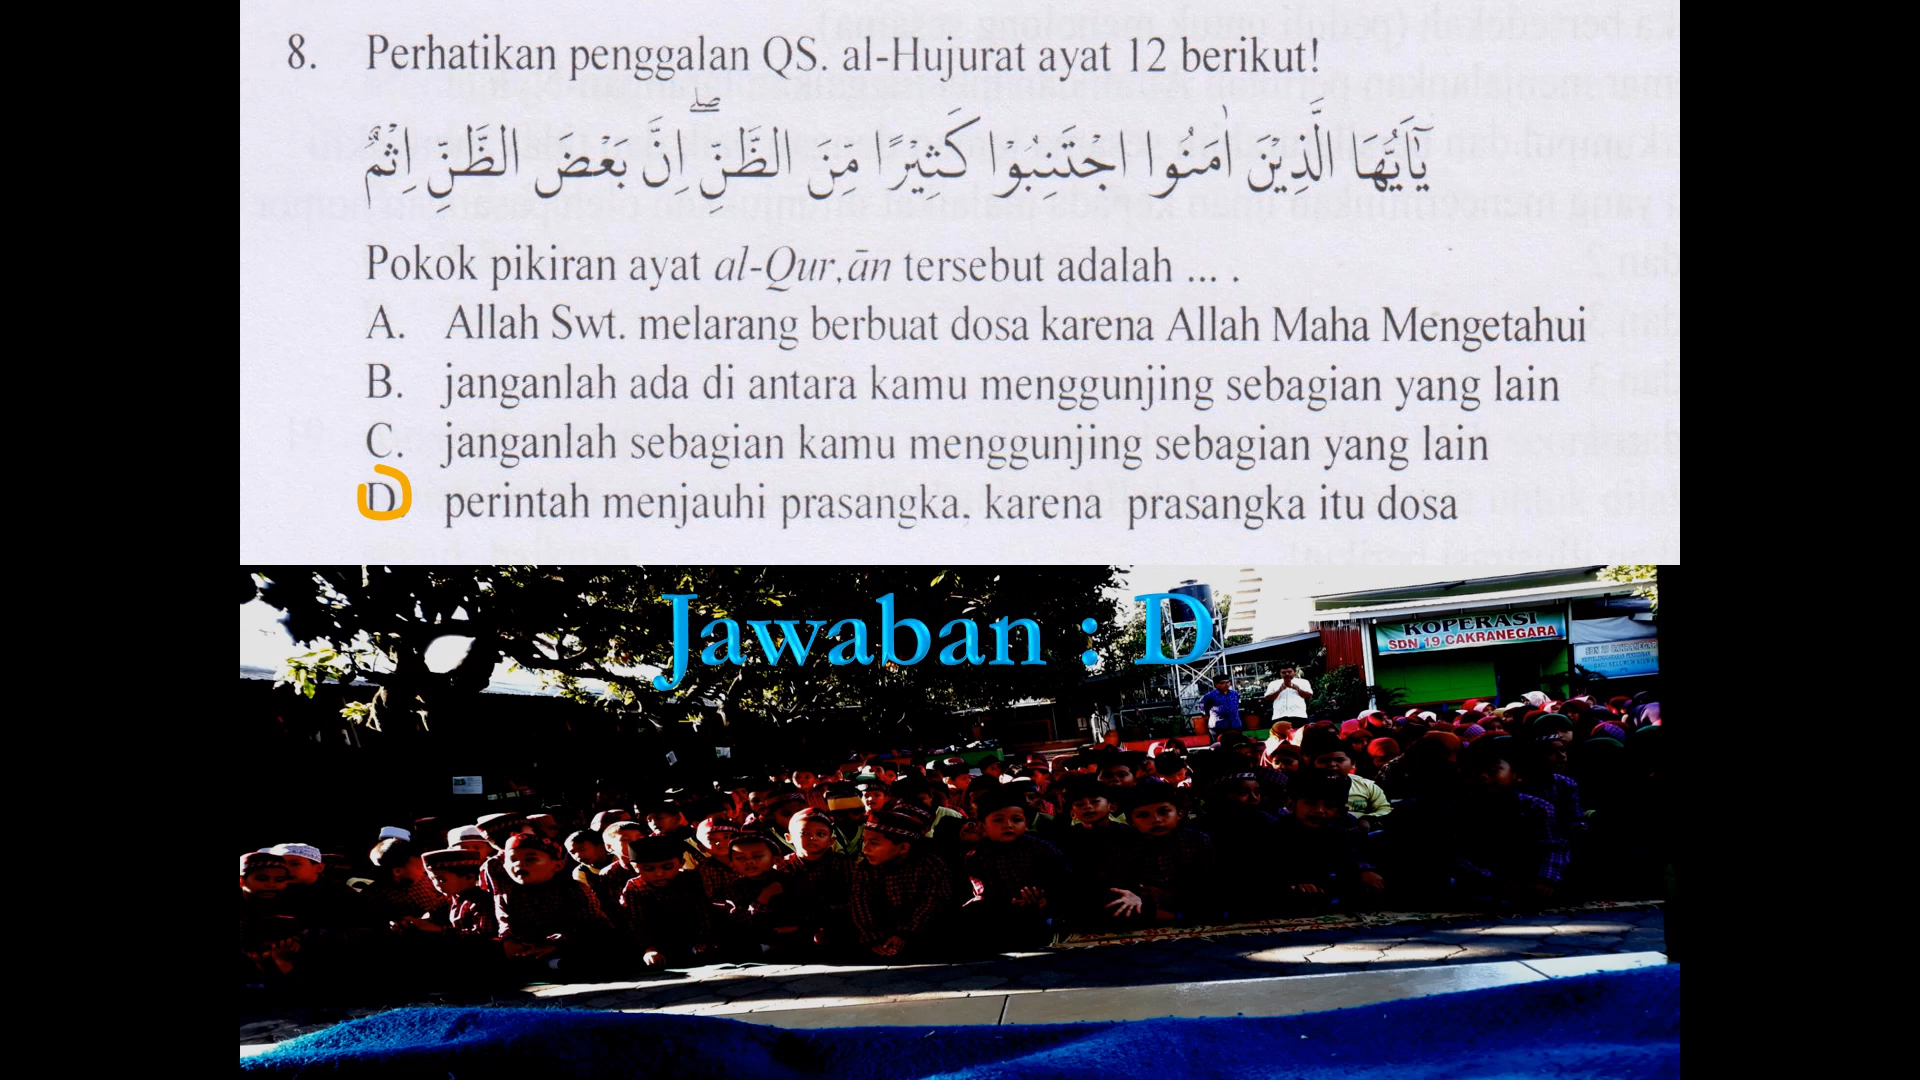 8. Perhatikan penggalan QS. al-Hujurat ayat 12 berikut!
يٰٓاَيُّهَا الَّذِيْنَ اٰمَنُوا اجْتَنِبُوا كَثِيْرًا مِّنَ الظَّنِّۖ اِنَّ بَعْضَ الظَّنِّ اِثْمٌ
Pokok pikiran ayat al-Qur,ān tersebut adalah ... .
A. Allah Swt. melarang berbuat dosa karena Allah Maha Mengetahui
B. janganlah ada di antara kamu menggunjing sebagian yang lain
C. janganlah sebagian kamu menggunjing sebagian yang lain
D. perintah menjauhi prasangka, karena prasangka itu dosa
Jawaban : D
KOPERASI
SDN 19 CAKRANEGARA